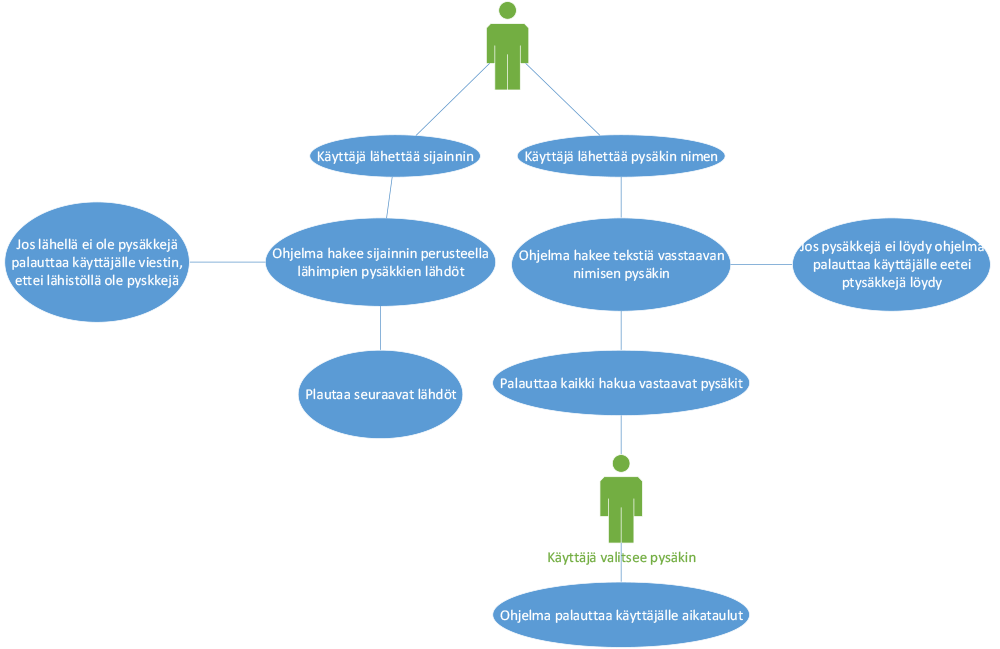 Käyttäjä lähettää sijainnin
Käyttäjä lähettää pysäkin nimen
Jos lähellä ei ole pysäkkejä
palauttaa käyttäjälle viestin,
ettei lähistöllä ole pyskkejä
Ohjelma hakee sijainnin perusteella
lähimpien pysäkkien lähdöt
Ohjelma hakee tekstiä vasstaavan
nimisen pysäkin
Jos pysäkkejä ei löydy ohjelma
palauttaa käyttäjälle eetei
ptysäkkejä löydy
Plautaa seuraavat lähdöt
Palauttaa kaikki hakua vastaavat pysäkit
Käyttäjä valitsee pysäkin
Ohjelma palauttaa käyttäjälle aikataulut